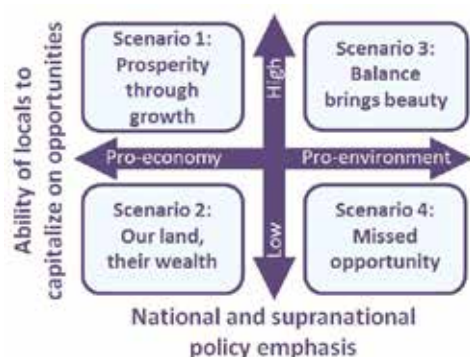 Ability of locals to
capitalize on opportunities
Scenario 1:
Prosperity
through
growth
High
Scenario 3:
Balance
brings beauty
Pro-economy
Pro-environment
Scenario 2:
Our land,
their wealth
Low
Scenario 4:
Missed
opportunity
National and supranational
policy emphasis